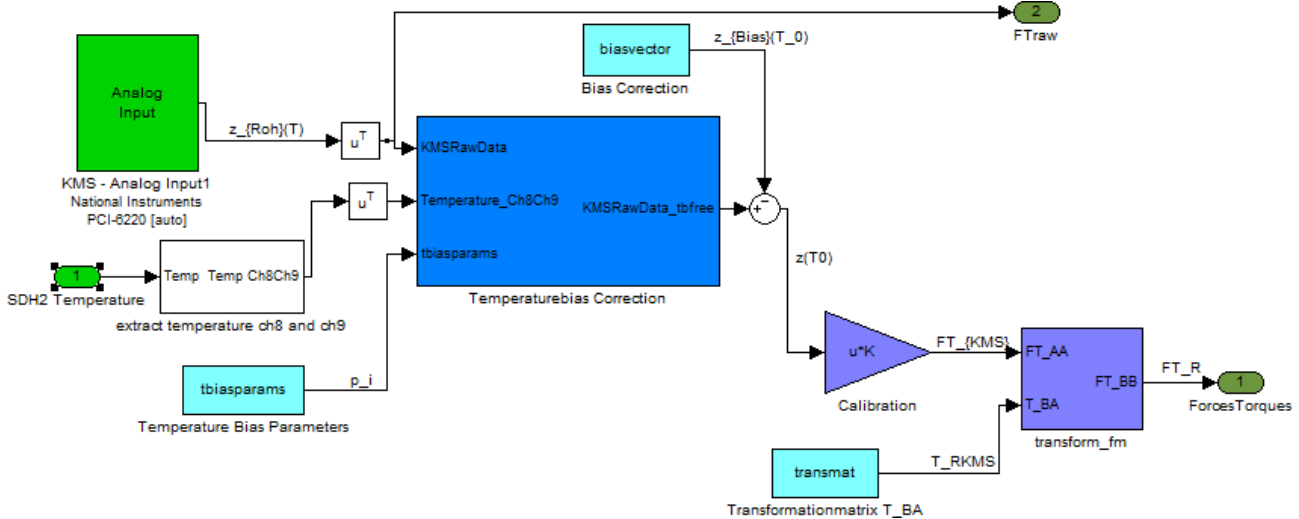 2
FTraw
biasvector
z_{Bias}(T_0)
Bias Correction
Analog
Input
z_{Roh}(T)
u^T
KMSRawData
KMS - Analog Input1
National Instruments
PCI-6220 [auto]
u^T
Temperature_Ch8Ch9
KMSRawData_tbfree
+
−
tbiasparams
z(T0)
1
SDH2 Temperature
Temp
Temp Ch8Ch9
extract temperature ch8 and ch9
Temperaturebias Correction
u*K
Calibration
FT_{KMS}
FT_AA
FT_BB
T_BA
transform_fm
FT_R
1
ForcesTorques
tbiasparams
p_i
Temperature Bias Parameters
transmat
T_RKMS
Transformationmatrix T_BA